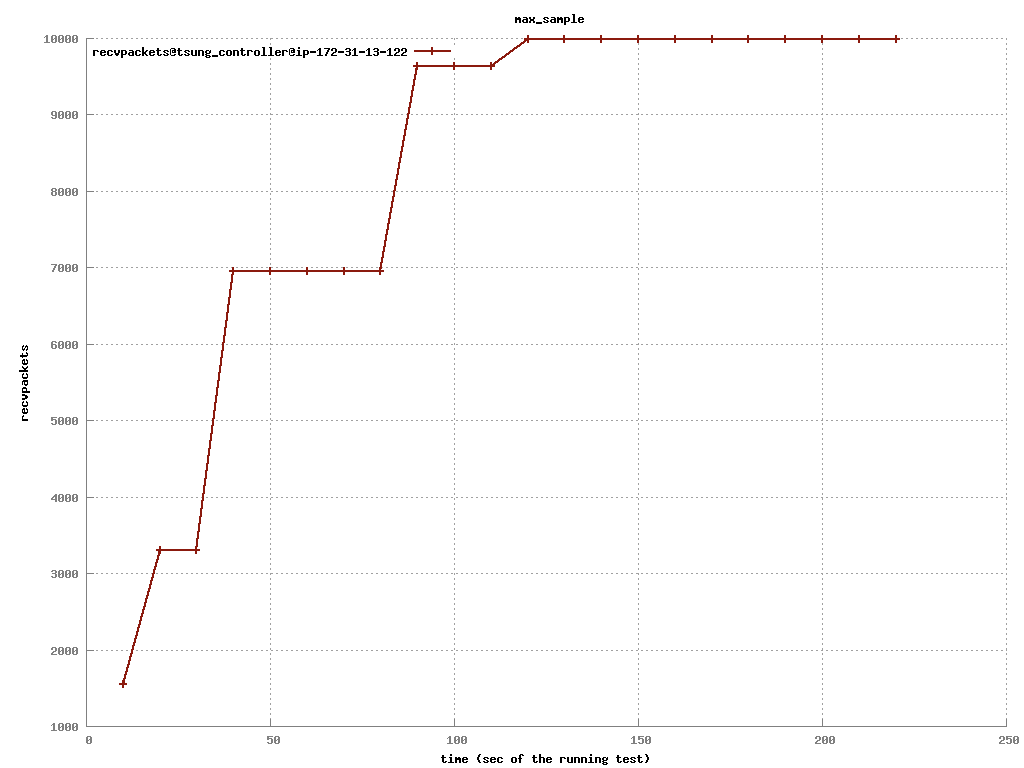 max_sample
10000
recvpackets@tsung_controller@ip-172-31-13-122
9000
8000
7000
6000
recvpackets
5000
4000
3000
2000
1000
0 50 100 150 200 250
time (sec of the running test)